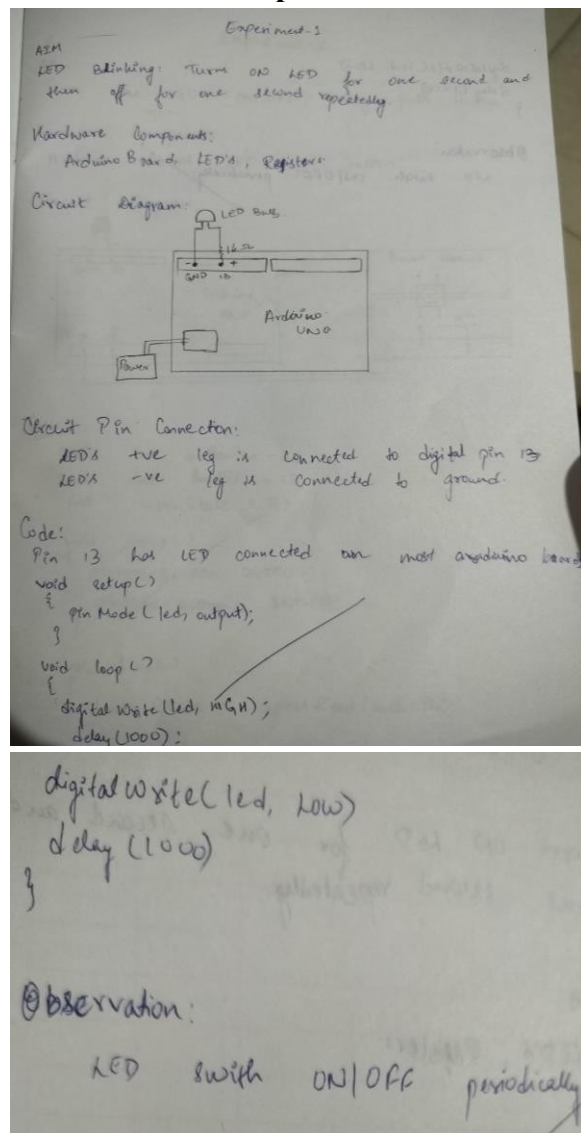 Experiment-1
AIM
LED Blinking: Turns ON LED for one second and
then off for one second repeatedly.
Hardware Components:
Arduino Board, LED's, Registers.
Circuit Diagram:
LED Bulb
1k Ω
- +
GND 13
Arduino
UNO
Power
Circuit Pin Connection:
LED's +ve leg is connected to digital pin 13
LED's -ve leg is connected to ground.
Code:
Pin 13 has LED connected on most araduino board
void setup()
{
pin Mode (led, output);
}
void loop()
{
digital Write (led, HIGH);
delay (1000);
digital write (led, Low)
delay (1000)
}
Observation:
LED swith ON/OFF periodically